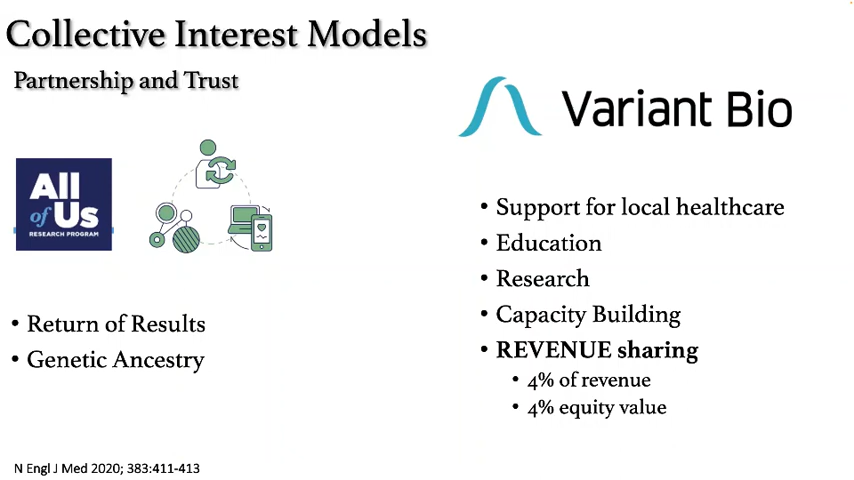 Collective Interest Models
Partnership and Trust
Variant Bio
All
of Us
RESEARCH PROGRAM
• Return of Results
• Genetic Ancestry
• Support for local healthcare
• Education
• Research
• Capacity Building
• REVENUE sharing
• 4% of revenue
• 4% equity value
N Engl J Med 2020; 383:411-413